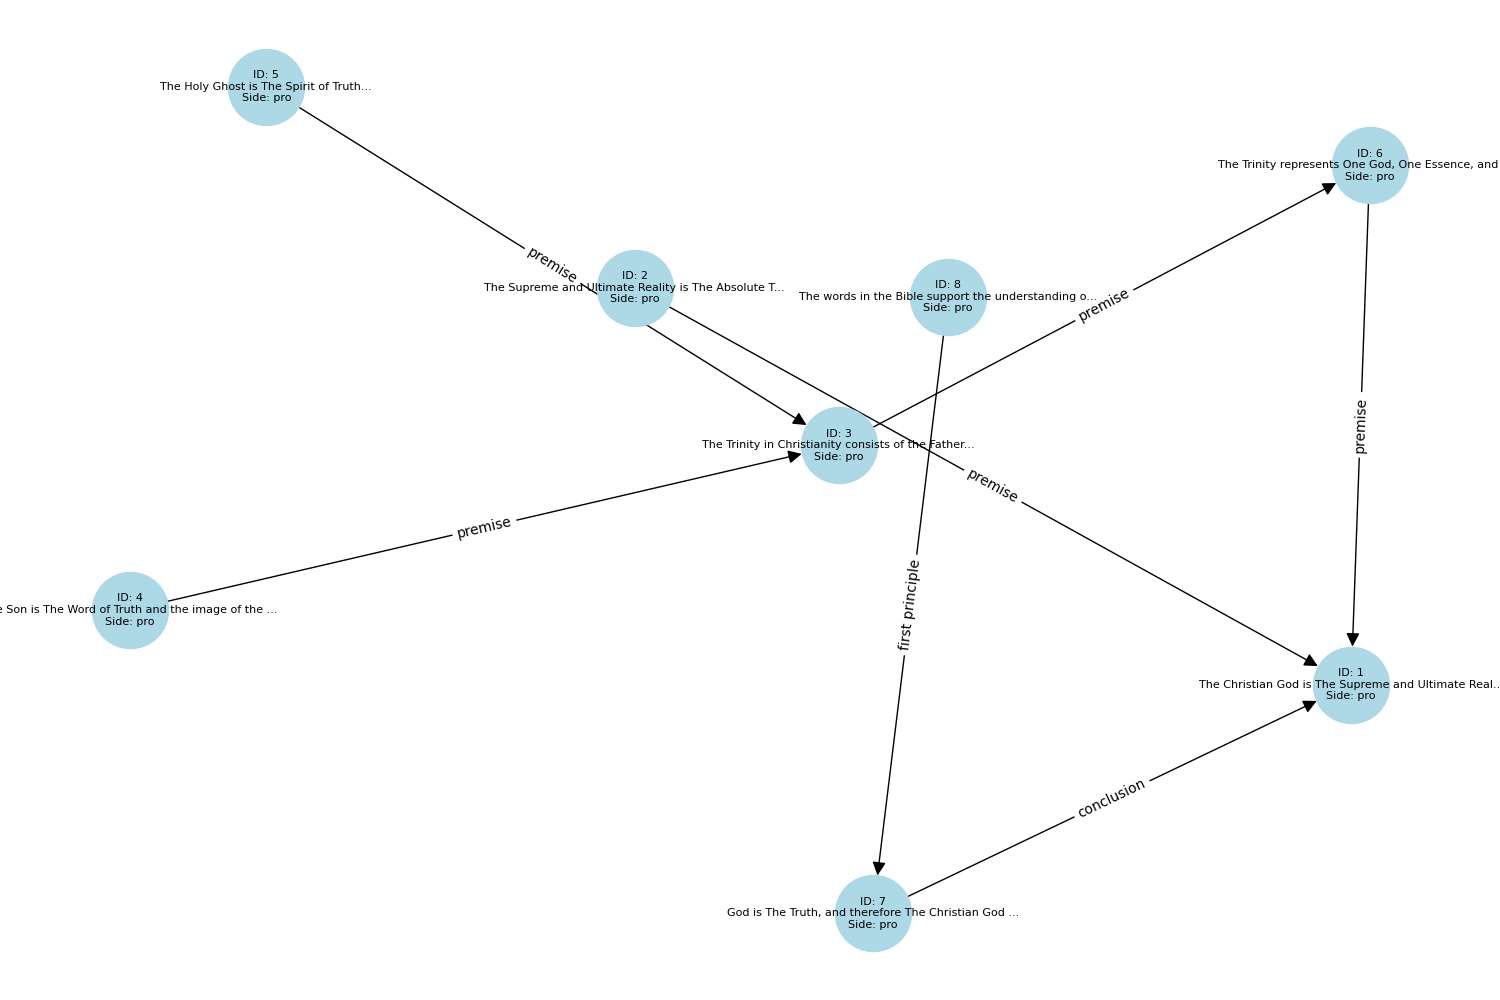 ID: 5
The Holy Ghost is The Spirit of Truth...
Side: pro
ID: 6
The Trinity represents One God, One Essence, and
Side: pro
premise
ID: 2
The Supreme and Ultimate Reality is The Absolute T...
Side: pro
ID: 8
The words in the Bible support the understanding o...
Side: pro
premise
premise
ID: 3
The Trinity in Christianity consists of the Father...
Side: pro
premise
premise
first principle
ID: 4
Son is The Word of Truth and the image of the ...
Side: pro
ID: 1
The Christian God is The Supreme and Ultimate Real...
Side: pro
conclusion
ID: 7
God is The Truth, and therefore The Christian God ...
Side: pro